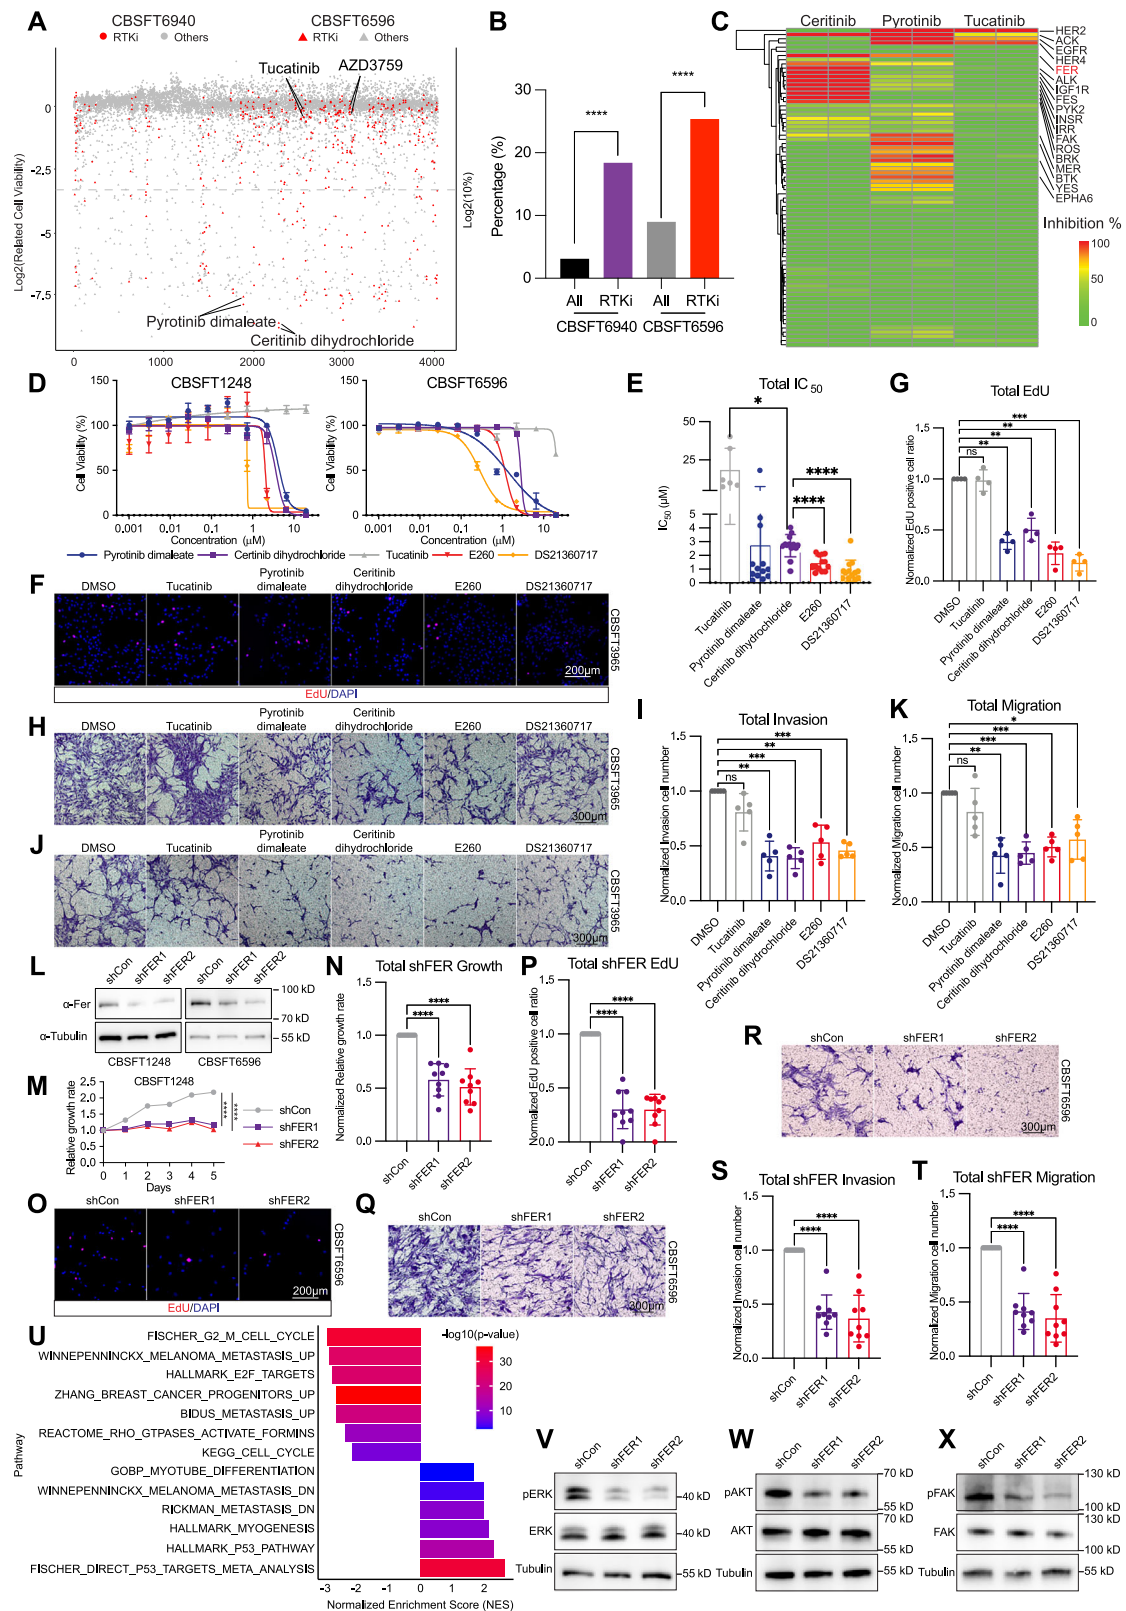 A
CBSFT6940
CBSFT6596
RTKi
Others
RTKi
Others
Tucatinib
AZD3759
Log2(Related Cell Viability)
0
-2.5
-5
-7.5
Log2(10%)
Pyrotinib dimaleate
Ceritinib dihydrochloride
0 1000 2000 3000 4000
B
Percentage (%)
30
20
10
0
****
****
All RTKi All RTKi
CBSFT6940 CBSFT6596
C
Ceritinib Pyrotinib Tucatinib
HER2
ACK
EGFR
HER4
FER
ALK
IGF1R
FES
PYK2
INSR
IRR
FAK
ROS
BRK
MER
BTK
YES
EPHA6
Inhibition %
100
50
0
D
CBSFT1248
Cell Viability (%)
150
100
50
0
0.001 0.01 0.1 1 10
Concentration (μM)
CBSFT6596
Cell Viability (%)
150
100
50
0
0.001 0.01 0.1 1 10
Concentration (μM)
Pyrotinib dimaleate Certinib dihydrochloride Tucatinib E260 DS21360717
E
Total IC50
IC50 (μM)
50
25
5
4
3
2
1
0
*
****
****
Tucatinib
Pyrotinib dimaleate
Ceritinib dihydrochloride
E260
DS21360717
G
Total EdU
Normalized EdU positive cell ratio
1.5
1.0
0.5
0.0
***
**
**
**
ns
DMSO
Tucatinib
Pyrotinib dimaleate
Ceritinib dihydrochloride
E260
DS21360717
F
DMSO Tucatinib Pyrotinib dimaleate Ceritinib dihydrochloride E260 DS21360717
CBSFT3965
200μm
EdU/DAPI
H
DMSO Tucatinib Pyrotinib dimaleate Ceritinib dihydrochloride E260 DS21360717
CBSFT3965
300μm
I
Total Invasion
Normalized Invasion cell number
1.5
1.0
0.5
0.0
***
**
***
**
ns
DMSO
Tucatinib
Pyrotinib dimaleate
Ceritinib dihydrochloride
E260
DS21360717
K
Total Migration
Normalized Migration cell number
1.5
1.0
0.5
0.0
*
***
***
**
ns
DMSO
Tucatinib
Pyrotinib dimaleate
Ceritinib dihydrochloride
E260
DS21360717
J
DMSO Tucatinib Pyrotinib dimaleate Ceritinib dihydrochloride E260 DS21360717
CBSFT3965
300μm
L
shCon shFER1 shFER2 shCon shFER1 shFER2
α-Fer
α-Tubulin
100 kD
70 kD
55 kD
CBSFT1248 CBSFT6596
M
CBSFT1248
Relative growth rate
2.5
2.0
1.5
1.0
0.5
0.0
0 1 2 3 4 5
Days
****
****
shCon
shFER1
shFER2
N
Total shFER Growth
Normalized Relative growth rate
1.5
1.0
0.5
0.0
****
****
shCon
shFER1
shFER2
P
Total shFER EdU
Normalized EdU positive cell ratio
1.5
1.0
0.5
0.0
****
****
shCon
shFER1
shFER2
R
shCon shFER1 shFER2
CBSFT6596
300μm
O
shCon shFER1 shFER2
CBSFT6596
200μm
EdU/DAPI
Q
shCon shFER1 shFER2
CBSFT6596
300μm
S
Total shFER Invasion
Normalized Invasion cell number
1.5
1.0
0.5
0.0
****
****
shCon
shFER1
shFER2
T
Total shFER Migration
Normalized Migration cell number
1.5
1.0
0.5
0.0
****
****
shCon
shFER1
shFER2
U
Pathway
FISCHER_G2_M_CELL_CYCLE
WINNEPENNINCKX_MELANOMA_METASTASIS_UP
HALLMARK_E2F_TARGETS
ZHANG_BREAST_CANCER_PROGENITORS_UP
BIDUS_METASTASIS_UP
REACTOME_RHO_GTPASES_ACTIVATE_FORMINS
KEGG_CELL_CYCLE
GOBP_MYOTUBE_DIFFERENTIATION
WINNEPENNINCKX_MELANOMA_METASTASIS_DN
RICKMAN_METASTASIS_DN
HALLMARK_MYOGENESIS
HALLMARK_P53_PATHWAY
FISCHER_DIRECT_P53_TARGETS_META_ANALYSIS
-3 -2 -1 0 1 2
Normalized Enrichment Score (NES)
-log10(p-value)
30
20
10
V
shCon shFER1 shFER2
pERK
40 kD
ERK
40 kD
Tubulin
55 kD
W
shCon shFER1 shFER2
pAKT
70 kD
55 kD
AKT
70 kD
55 kD
Tubulin
55 kD
X
shCon shFER1 shFER2
pFAK
130 kD
100 kD
FAK
130 kD
100 kD
Tubulin
55 kD